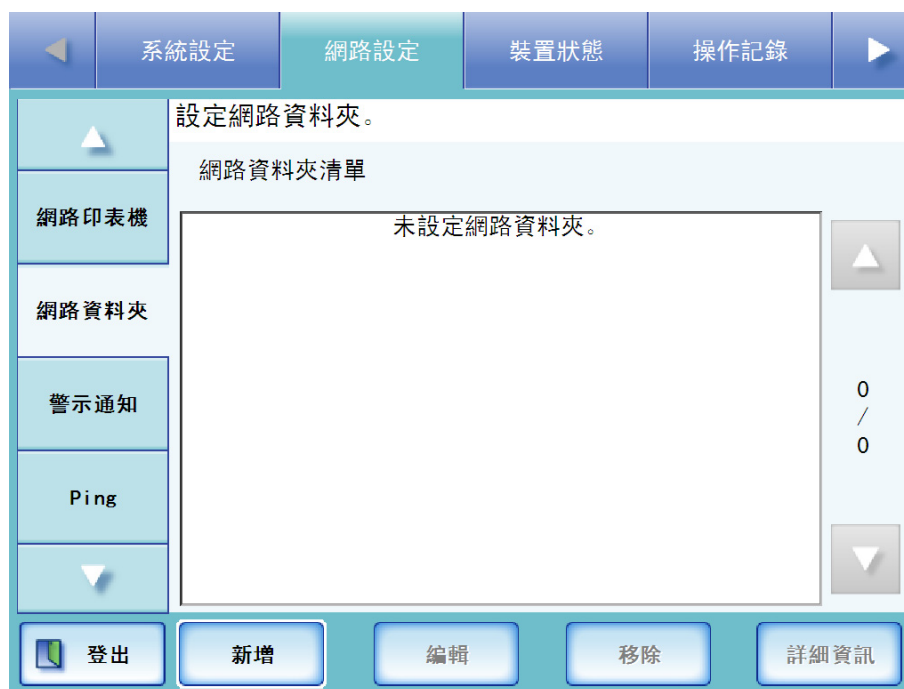 系統設定 網路設定 裝置狀態 操作記錄
設定網路資料夾。
網路資料夾清單
網路印表機
未設定網路資料夾。
網路資料夾
警示通知
0
/
0
Ping
登出 新增 編輯 移除 詳細資訊